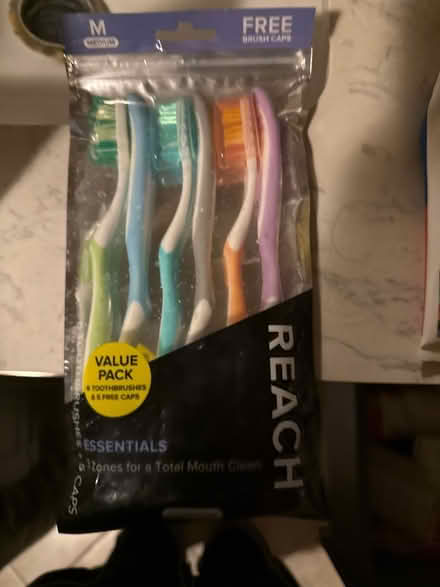 M
MEDIUM
FREE
BRUSH CAPS
VALUE
PACK
6 TOOTHBRUSHES
& 6 FREE CAPS
REACH
ESSENTIALS
Zones for a Total Mouth Clean
CAPS